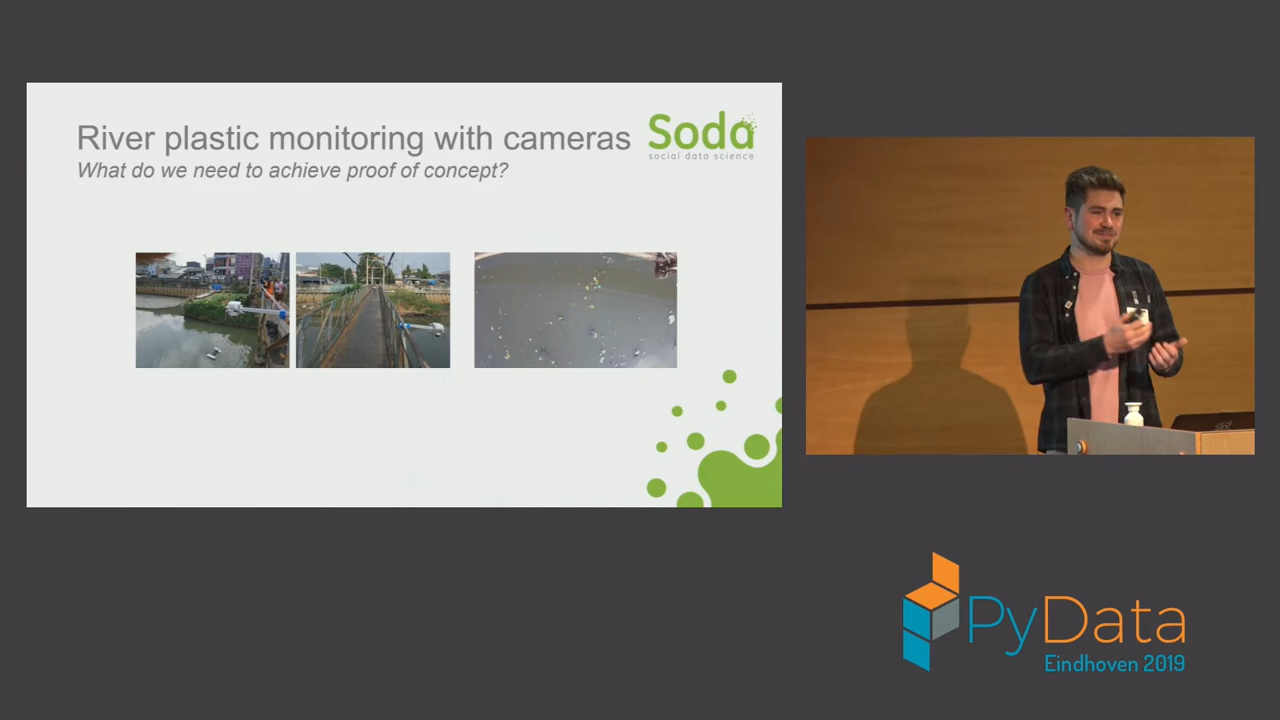 River plastic monitoring with cameras
What do we need to achieve proof of concept?
Soda
social data science
PyData
Eindhoven 2019